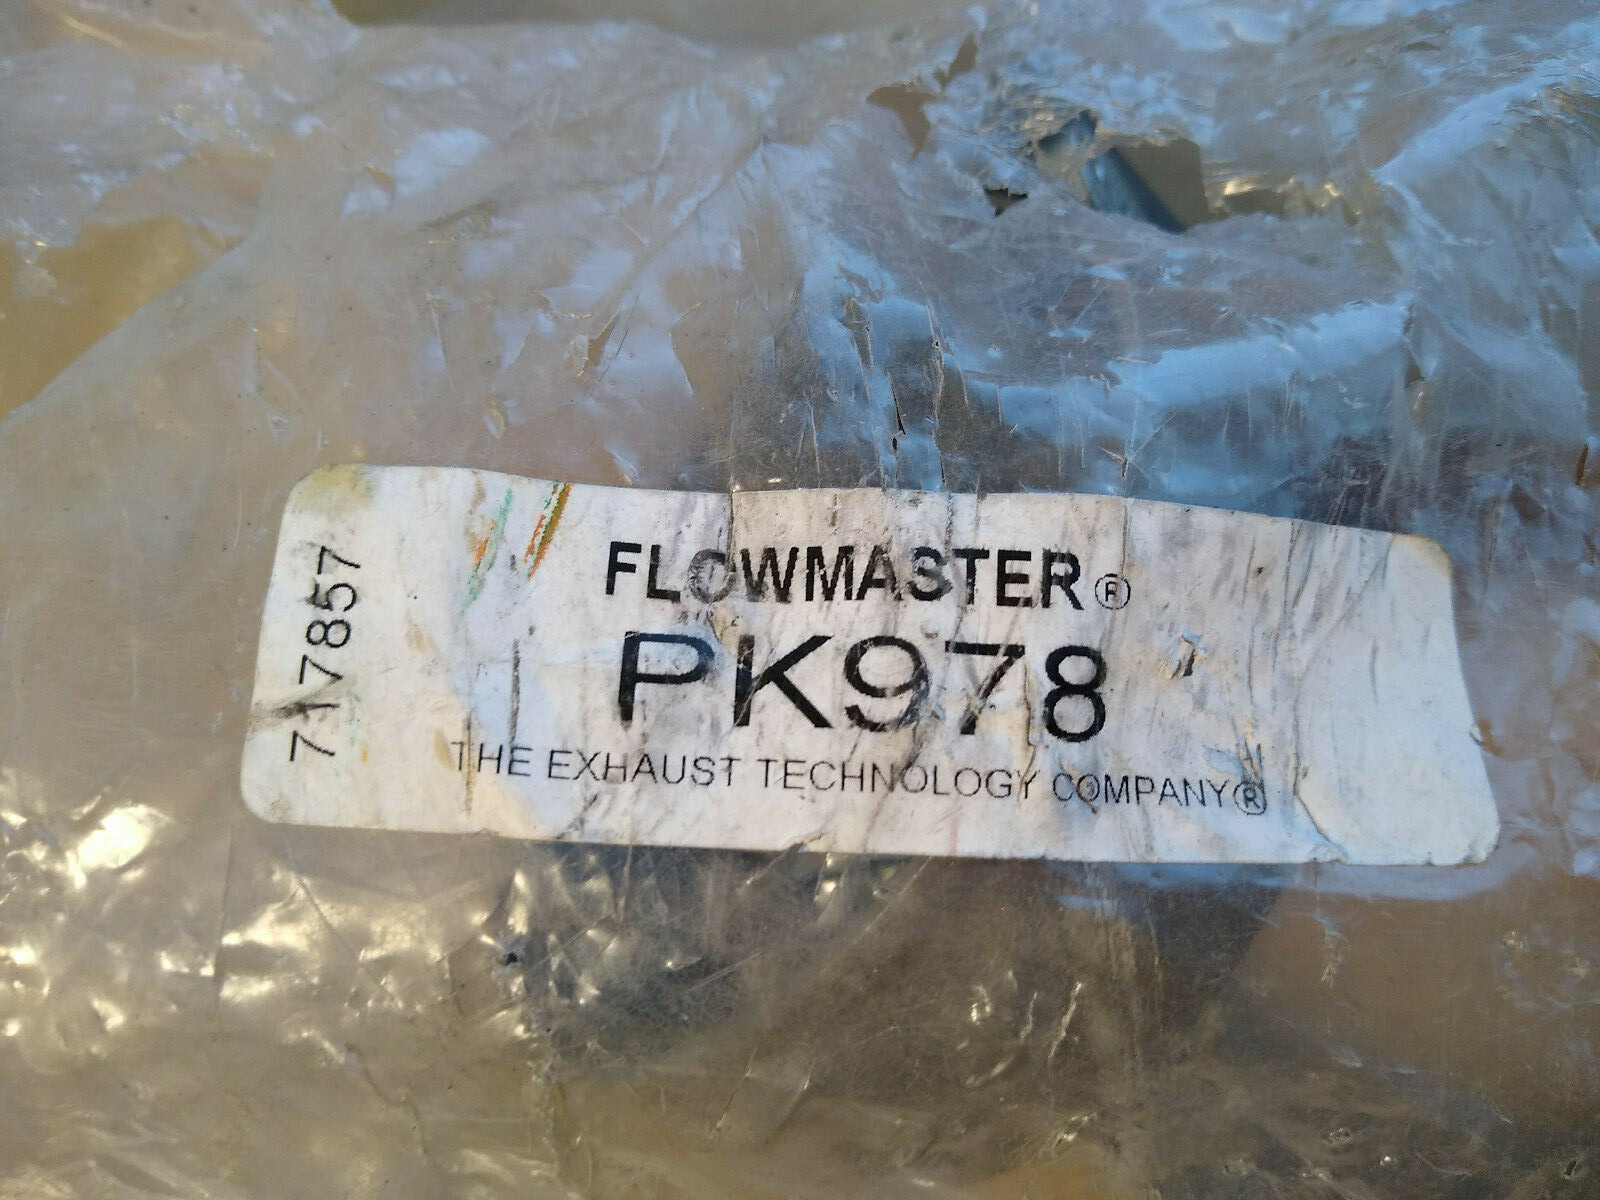 717857
FLOWMASTER®
PK978
THE EXHAUST TECHNOLOGY COMPANY®